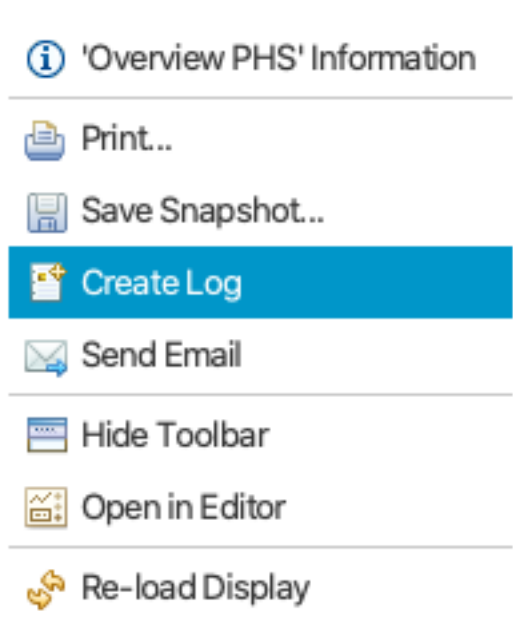 'Overview PHS' Information
Print...
Save Snapshot...
Create Log
Send Email
Hide Toolbar
Open in Editor
Re-load Display